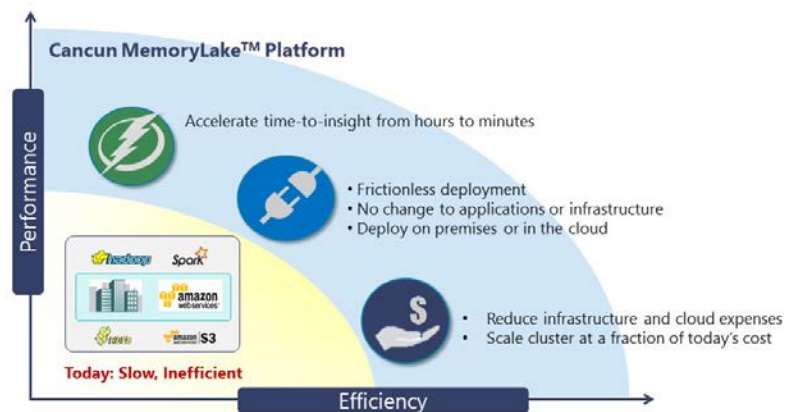 Cancun MemoryLake™ Platform
Accelerate time-to-insight from hours to minutes
Performance
• Frictionless deployment
• No change to applications or infrastructure
• Deploy on premises or in the cloud
hadoop Spark
amazon
webservices
amazon
webservices S3
$
• Reduce infrastructure and cloud expenses
• Scale cluster at a fraction of today's cost
Today: Slow, Inefficient
Efficiency